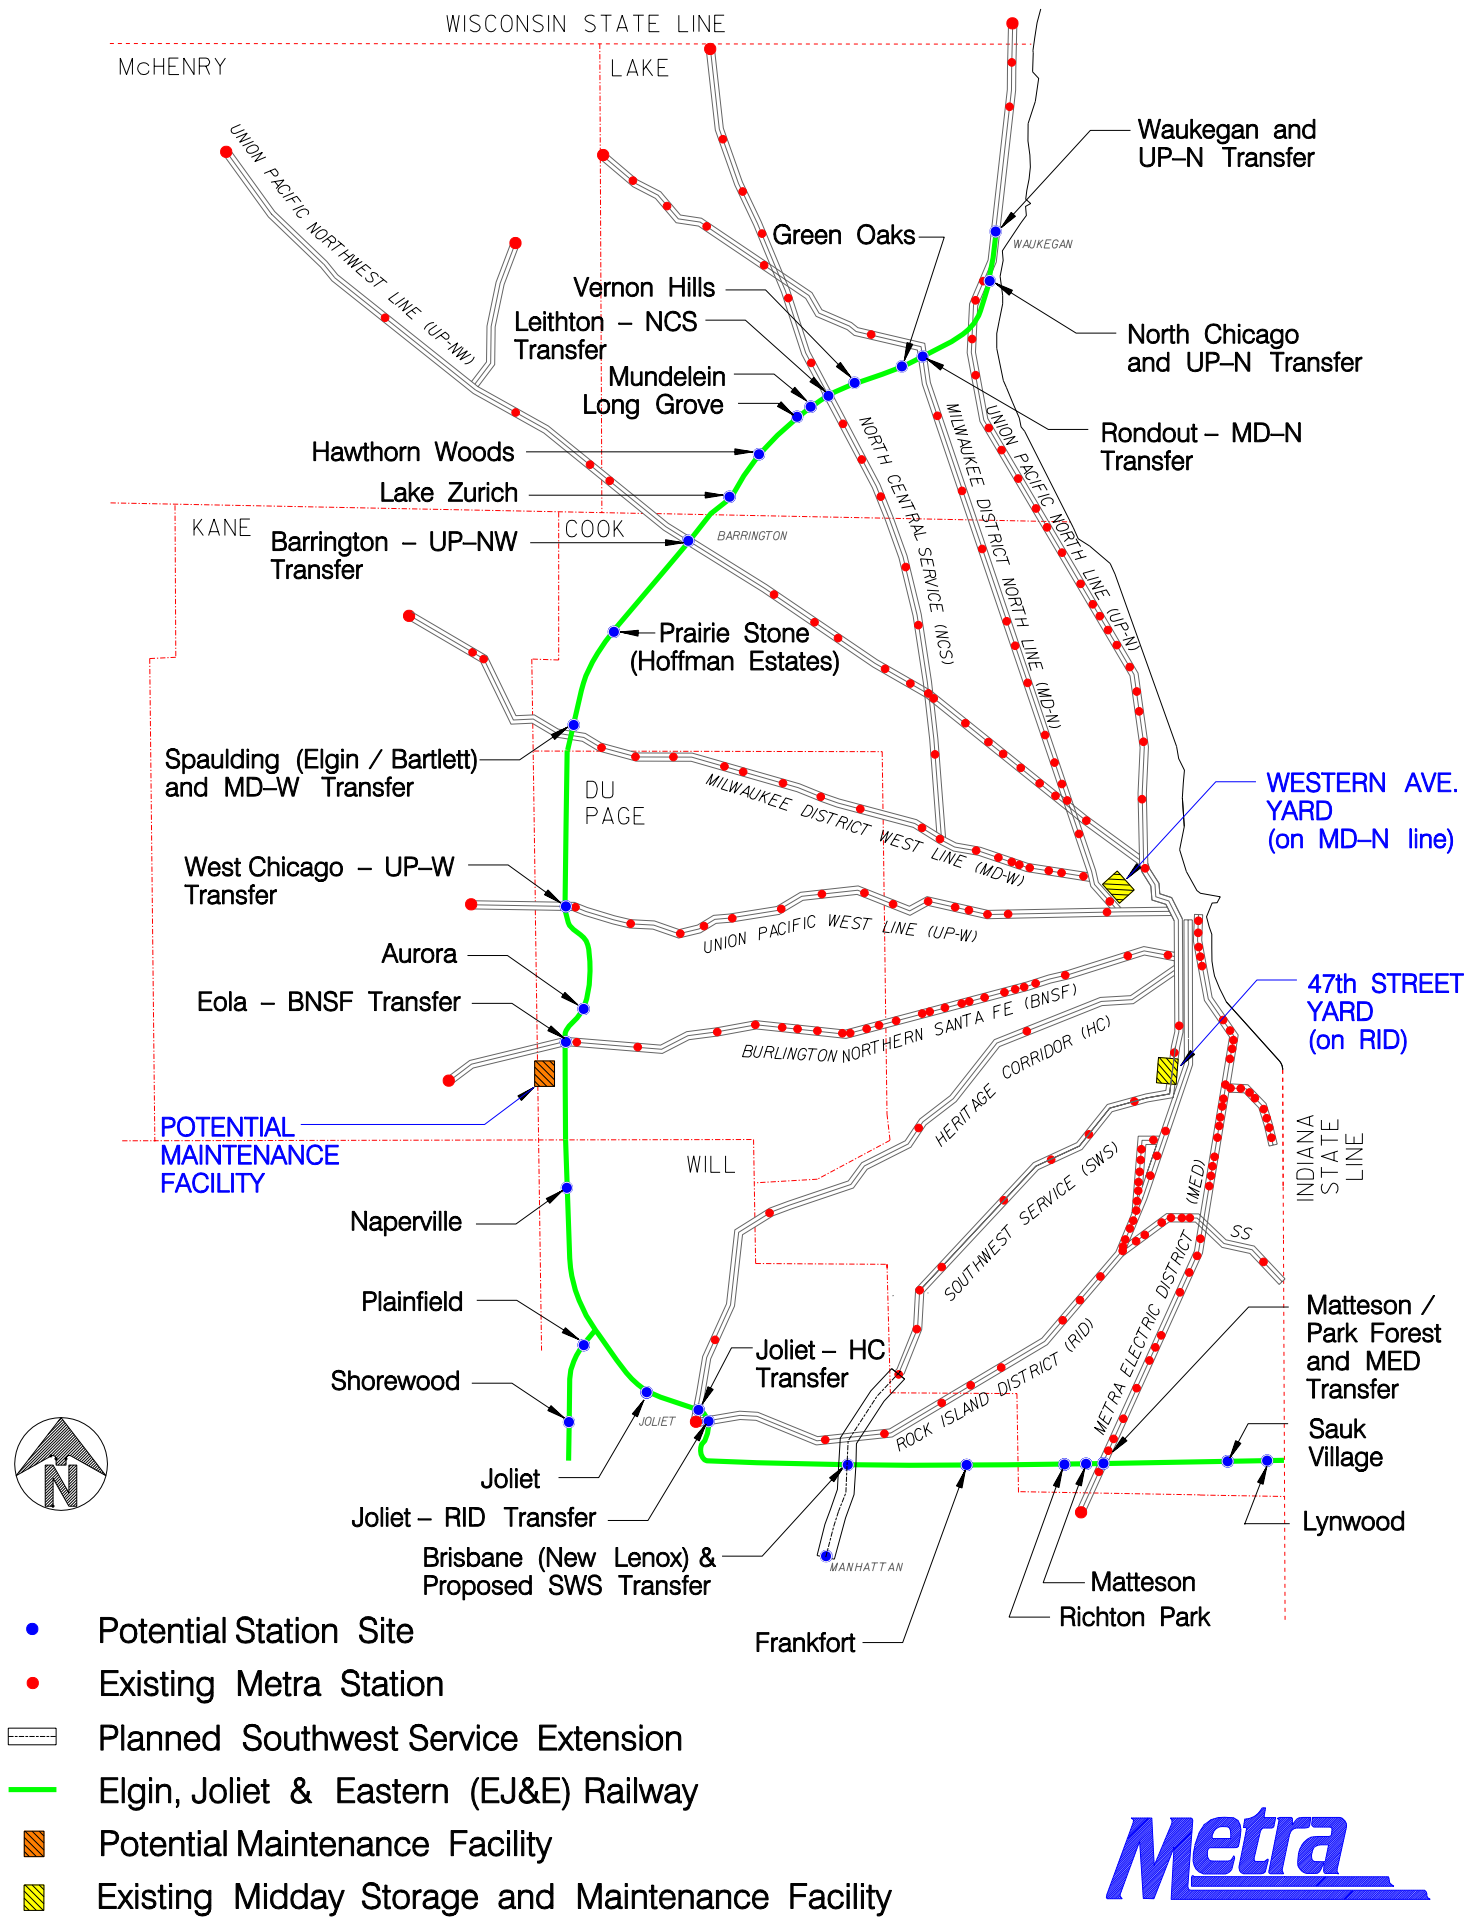 WISCONSIN STATE LINE
McHENRY
LAKE
UNION PACIFIC NORTHWEST LINE (UP-NW)
Waukegan and
UP–N Transfer
Green Oaks
WAUKEGAN
Vernon Hills
Leithton – NCS
Transfer
North Chicago
and UP–N Transfer
Mundelein
Long Grove
Rondout – MD–N
Transfer
Hawthorn Woods
Lake Zurich
KANE
COOK
BARRINGTON
Barrington – UP–NW
Transfer
NORTH CENTRAL SERVICE (NCS)
MILWAUKEE DISTRICT NORTH LINE (MD-N)
UNION PACIFIC NORTH LINE (UP-N)
Prairie Stone
(Hoffman Estates)
Spaulding (Elgin / Bartlett)
and MD–W Transfer
DU
PAGE
MILWAUKEE DISTRICT WEST LINE (MD-W)
WESTERN AVE.
YARD
(on MD–N line)
West Chicago – UP–W
Transfer
UNION PACIFIC WEST LINE (UP-W)
Aurora
Eola – BNSF Transfer
BURLINGTON NORTHERN SANTA FE (BNSF)
47th STREET
YARD
(on RID)
HERITAGE CORRIDOR (HC)
POTENTIAL
MAINTENANCE
FACILITY
WILL
INDIANA
STATE
LINE
SOUTHWEST SERVICE (SWS)
METRA ELECTRIC DISTRICT (MED)
SS
Naperville
Plainfield
Shorewood
Joliet – HC
Transfer
ROCK ISLAND DISTRICT (RID)
Matteson /
Park Forest
and MED
Transfer
JOLIET
Sauk
Village
N
Joliet
Joliet – RID Transfer
Lynwood
Brisbane (New Lenox) &
Proposed SWS Transfer
MANHATTAN
Matteson
Richton Park
Frankfort
Potential Station Site
Existing Metra Station
Planned Southwest Service Extension
Elgin, Joliet & Eastern (EJ&E) Railway
Potential Maintenance Facility
Existing Midday Storage and Maintenance Facility
Metra